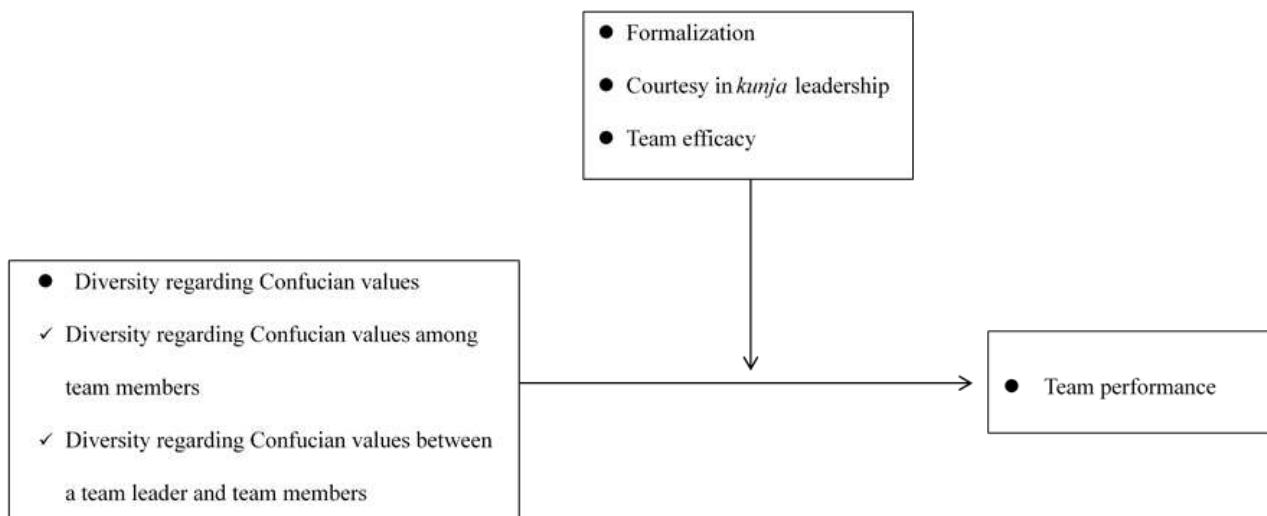 ● Formalization
● Courtesy in kunja leadership
● Team efficacy
● Diversity regarding Confucian values
✓ Diversity regarding Confucian values among
team members
✓ Diversity regarding Confucian values between
a team leader and team members
● Team performance